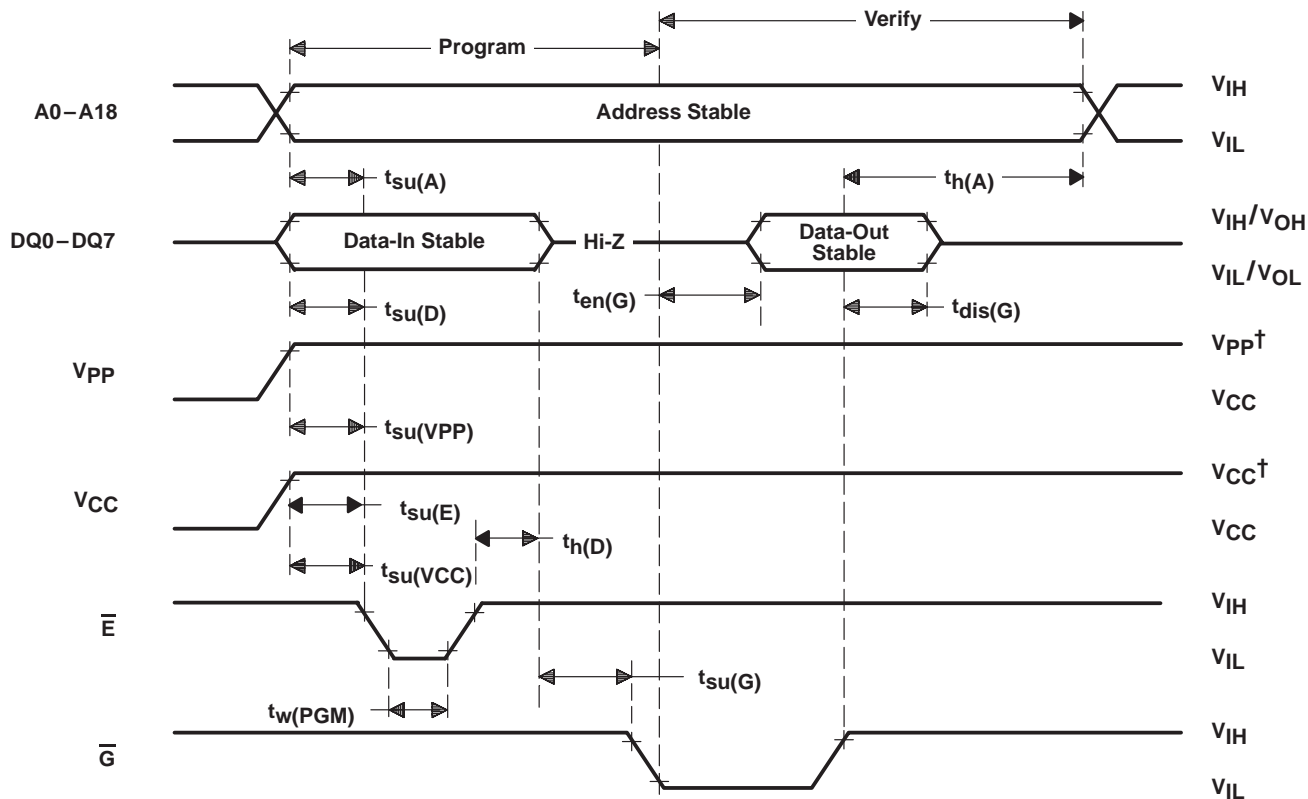 Verify
Program
A0–A18
Address Stable
VIH
VIL
tsu(A)
th(A)
DQ0–DQ7
Data-In Stable
Hi-Z
Data-Out
Stable
VIH/VOH
VIL/VOL
tsu(D)
ten(G)
tdis(G)
VPP
VPP†
VCC
tsu(VPP)
VCC
VCC†
tsu(E)
VCC
th(D)
tsu(VCC)
E̅
VIH
VIL
tsu(G)
tw(PGM)
G̅
VIH
VIL